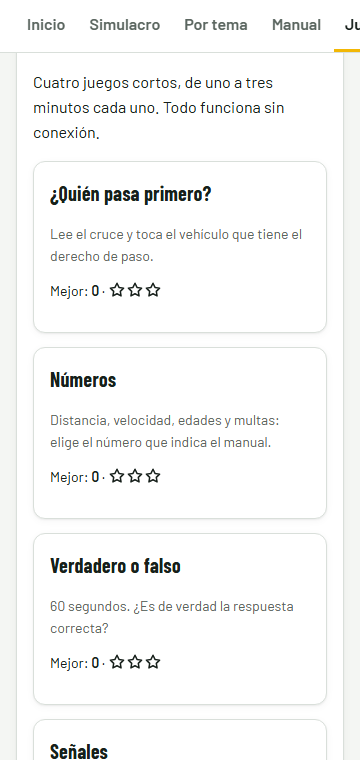 Inicio Simulacro Por tema Manual Ju
Cuatro juegos cortos, de uno a tres
minutos cada uno. Todo funciona sin
conexión.
¿Quién pasa primero?
Lee el cruce y toca el vehículo que tiene el
derecho de paso.
Mejor: 0 · ☆☆☆
Números
Distancia, velocidad, edades y multas:
elige el número que indica el manual.
Mejor: 0 · ☆☆☆
Verdadero o falso
60 segundos. ¿Es de verdad la respuesta
correcta?
Mejor: 0 · ☆☆☆
Señales